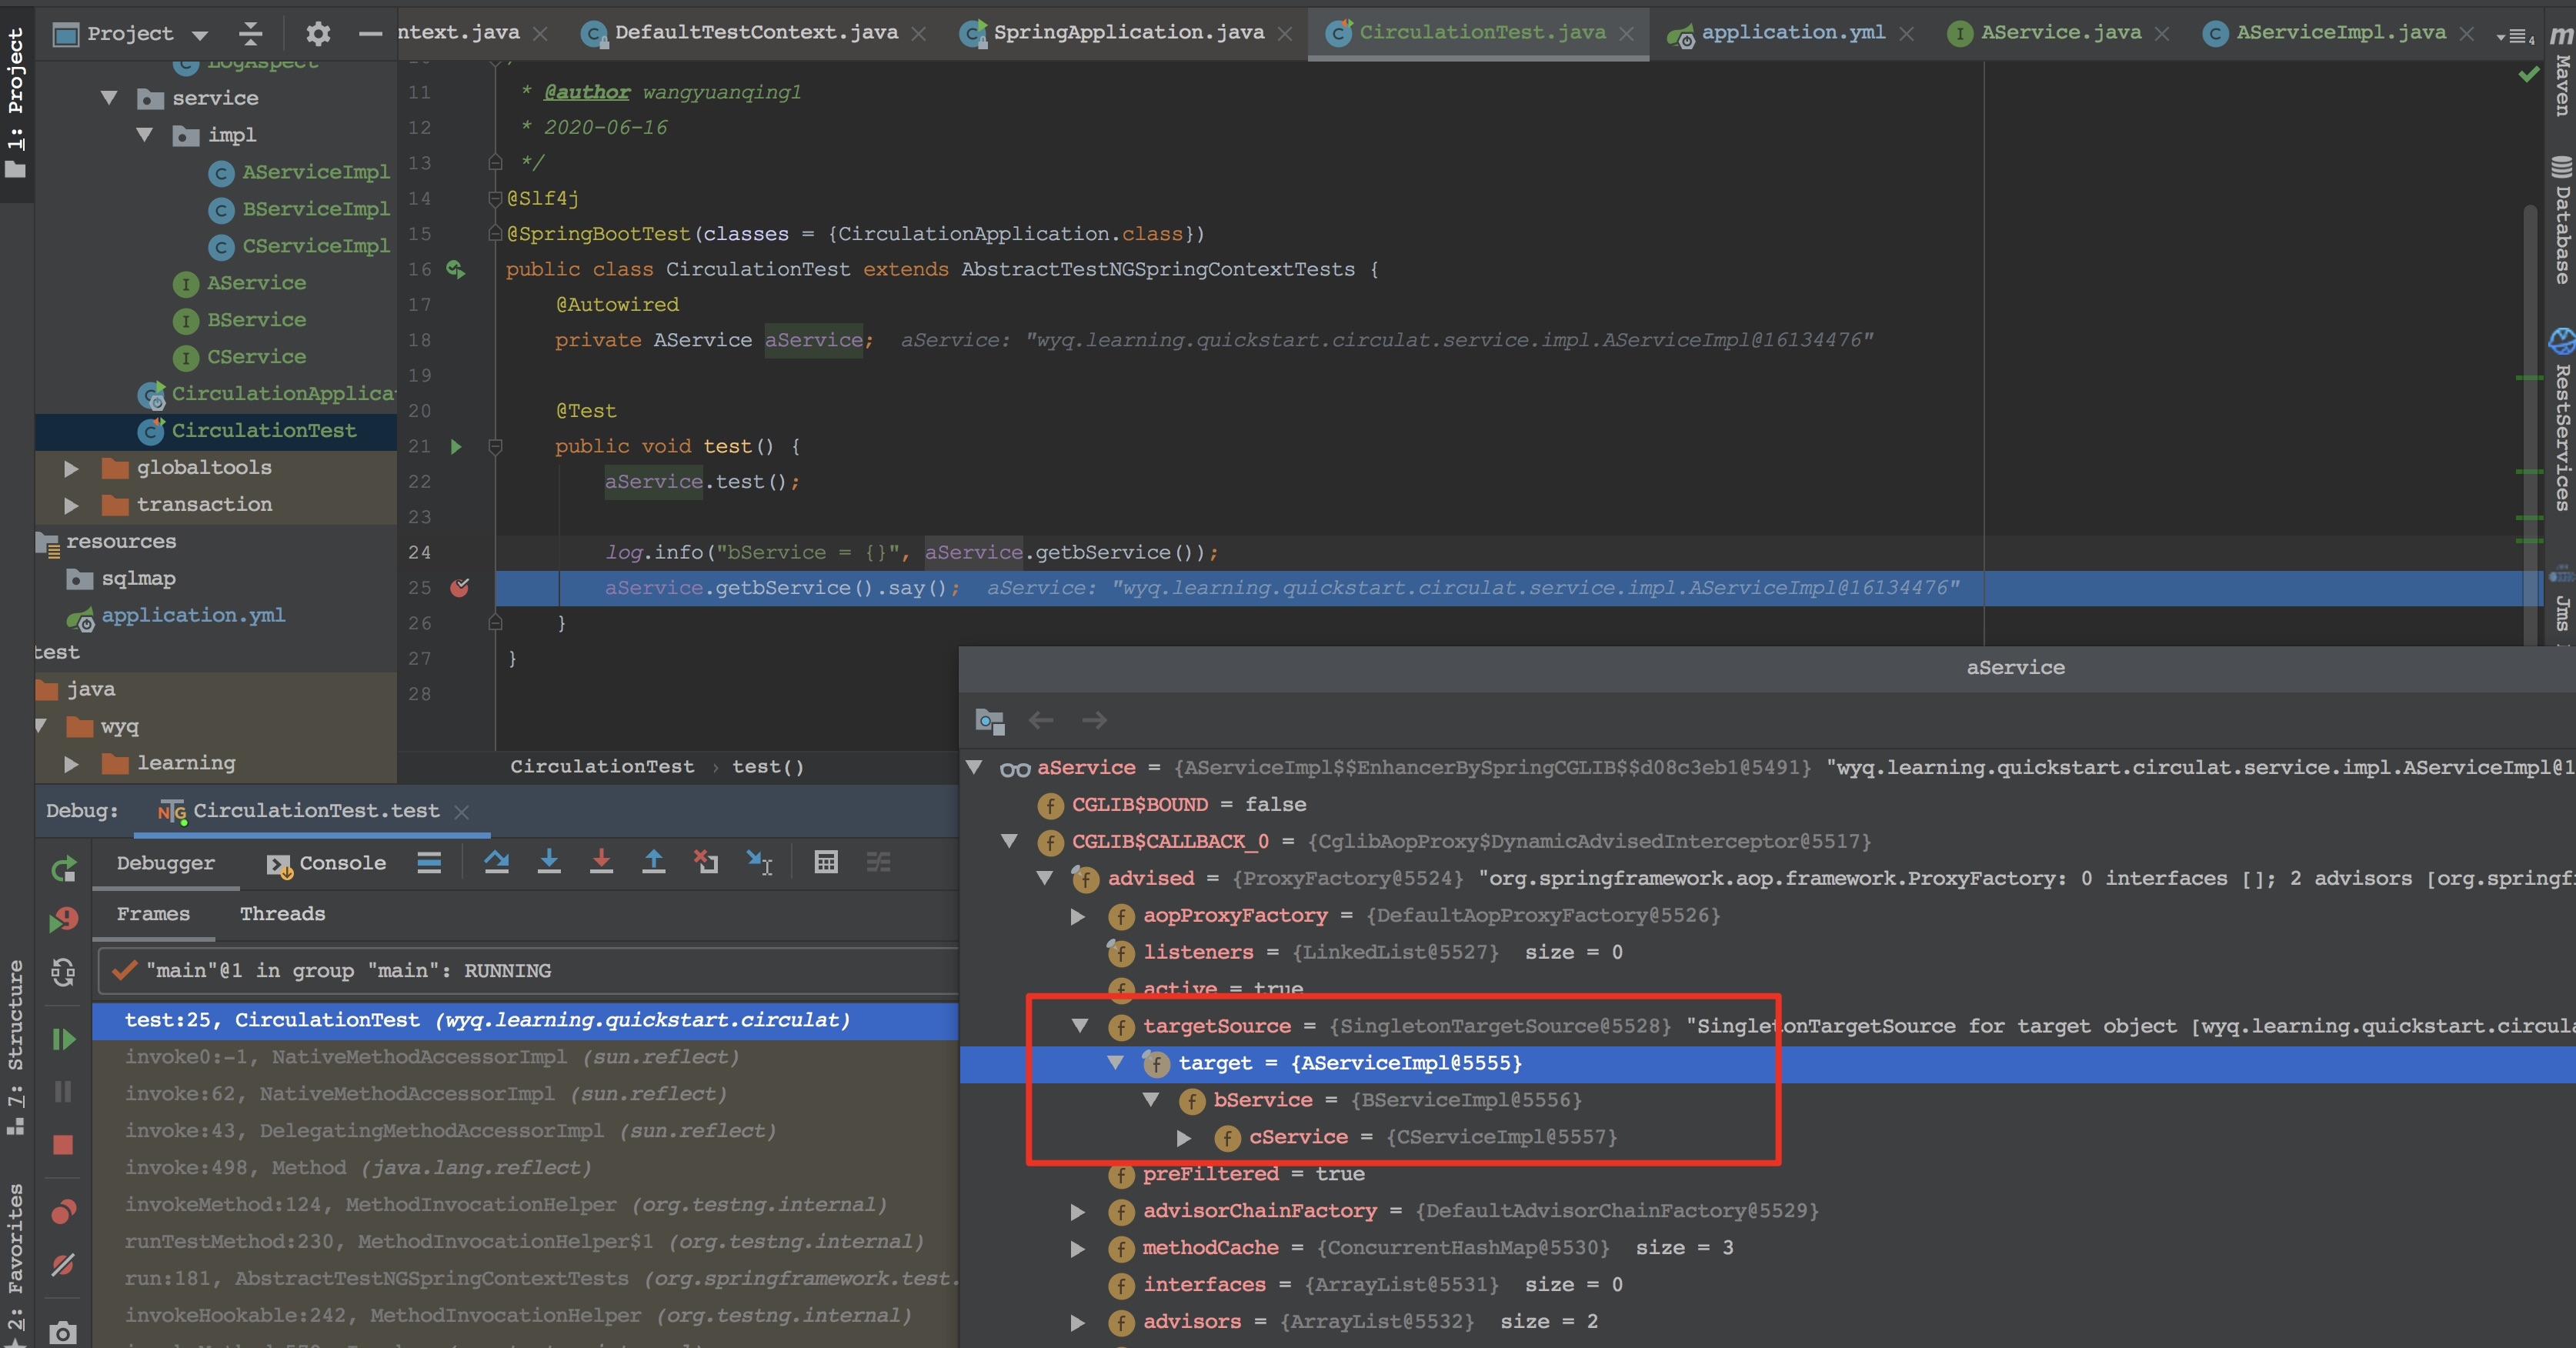 Project
ntext.java
DefaultTestContext.java
SpringApplication.java
CirculationTest.java
application.yml
AService.java
AServiceImpl.java
4
1: Project
LogAspect
service
impl
AServiceImpl
BServiceImpl
CServiceImpl
AService
BService
CService
CirculationApplica
CirculationTest
globaltools
transaction
resources
sqlmap
application.yml
test
java
wyq
learning
11 * @author wangyuanqing1
12 * 2020-06-16
13 */
14 @Slf4j
15 @SpringBootTest(classes = {CirculationApplication.class})
16 public class CirculationTest extends AbstractTestNGSpringContextTests {
17 @Autowired
18 private AService aService; aService: "wyq.learning.quickstart.circulat.service.impl.AServiceImpl@16134476"
19
20 @Test
21 public void test() {
22 aService.test();
23
24 log.info("bService = {}", aService.getbService());
25 aService.getbService().say(); aService: "wyq.learning.quickstart.circulat.service.impl.AServiceImpl@16134476"
26 }
27 }
28
CirculationTest › test()
m Maven
Database
RestServices
Jms
Debug:
CirculationTest.test
Debugger
Console
Frames
Threads
"main"@1 in group "main": RUNNING
test:25, CirculationTest (wyq.learning.quickstart.circulat)
invoke0:-1, NativeMethodAccessorImpl (sun.reflect)
invoke:62, NativeMethodAccessorImpl (sun.reflect)
invoke:43, DelegatingMethodAccessorImpl (sun.reflect)
invoke:498, Method (java.lang.reflect)
invokeMethod:124, MethodInvocationHelper (org.testng.internal)
runTestMethod:230, MethodInvocationHelper$1 (org.testng.internal)
run:181, AbstractTestNGSpringContextTests (org.springframework.test.
invokeHookable:242, MethodInvocationHelper (org.testng.internal)
7: Structure
2: Favorites
aService
aService = {AServiceImpl$$EnhancerBySpringCGLIB$$d08c3eb1@5491} "wyq.learning.quickstart.circulat.service.impl.AServiceImpl@1
CGLIB$BOUND = false
CGLIB$CALLBACK_0 = {CglibAopProxy$DynamicAdvisedInterceptor@5517}
advised = {ProxyFactory@5524} "org.springframework.aop.framework.ProxyFactory: 0 interfaces []; 2 advisors [org.springf
aopProxyFactory = {DefaultAopProxyFactory@5526}
listeners = {LinkedList@5527} size = 0
active = true
targetSource = {SingletonTargetSource@5528} "SingletonTargetSource for target object [wyq.learning.quickstart.circula
target = {AServiceImpl@5555}
bService = {BServiceImpl@5556}
cService = {CServiceImpl@5557}
preFiltered = true
advisorChainFactory = {DefaultAdvisorChainFactory@5529}
methodCache = {ConcurrentHashMap@5530} size = 3
interfaces = {ArrayList@5531} size = 0
advisors = {ArrayList@5532} size = 2